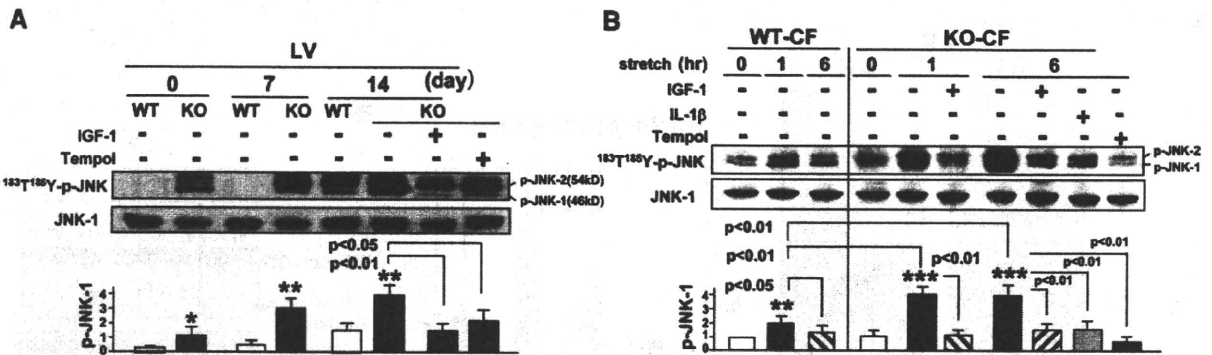 A
LV
0 7 14 (day)
WT KO WT KO WT KO
IGF-1 - - - - - - + -
Tempol - - - - - - - +
¹⁸³T¹⁸⁵Y-p-JNK
p-JNK-2(54kD)
p-JNK-1(46kD)
JNK-1
p<0.05
p<0.01
p-JNK-1
4
3
2
1
0
* ** **
B
WT-CF KO-CF
stretch (hr) 0 1 6 0 1 6
IGF-1 - - - - - + - + - -
IL-1β - - - - - - - - + -
Tempol - - - - - - - - - +
¹⁸³T¹⁸⁵Y-p-JNK
p-JNK-2
p-JNK-1
JNK-1
p<0.01
p<0.01
p<0.05
p<0.01
p<0.01
p<0.01
p<0.01
p-JNK-1
4
3
2
1
0
** *** ***